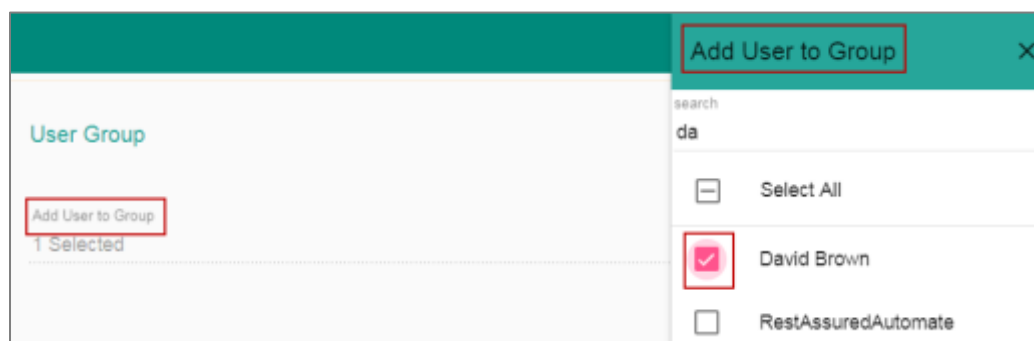 User Group
Add User to Group
1 Selected
Add User to Group
search
da
Select All
David Brown
RestAssuredAutomate